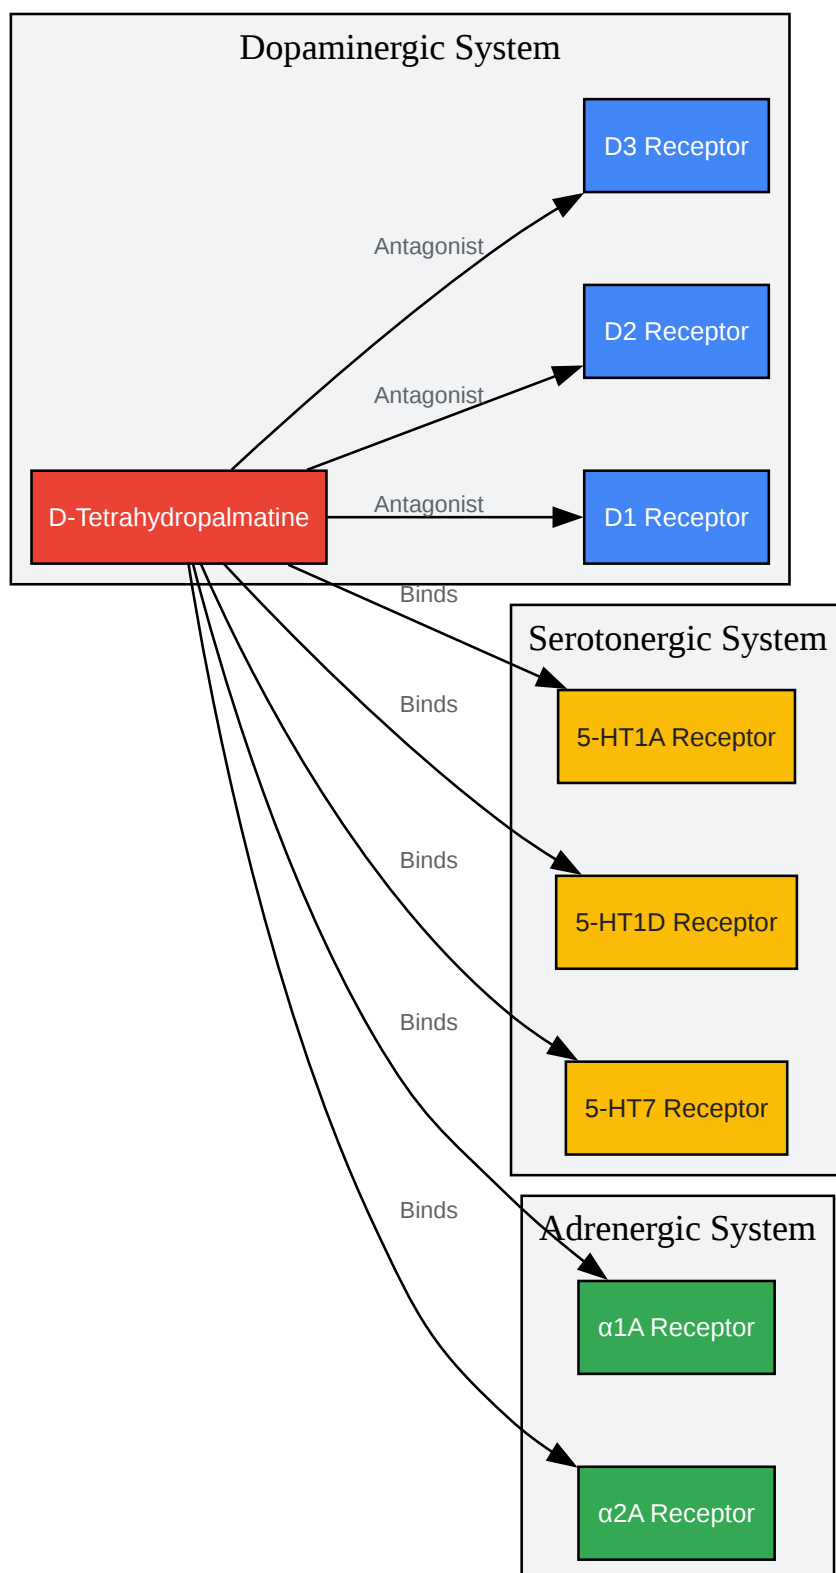 Dopaminergic System
D3 Receptor
Antagonist
D2 Receptor
Antagonist
D-Tetrahydropalmatine
Antagonist
D1 Receptor
Binds
Serotonergic System
Binds
5-HT1A Receptor
Binds
5-HT1D Receptor
Binds
5-HT7 Receptor
Binds
Adrenergic System
α1A Receptor
α2A Receptor